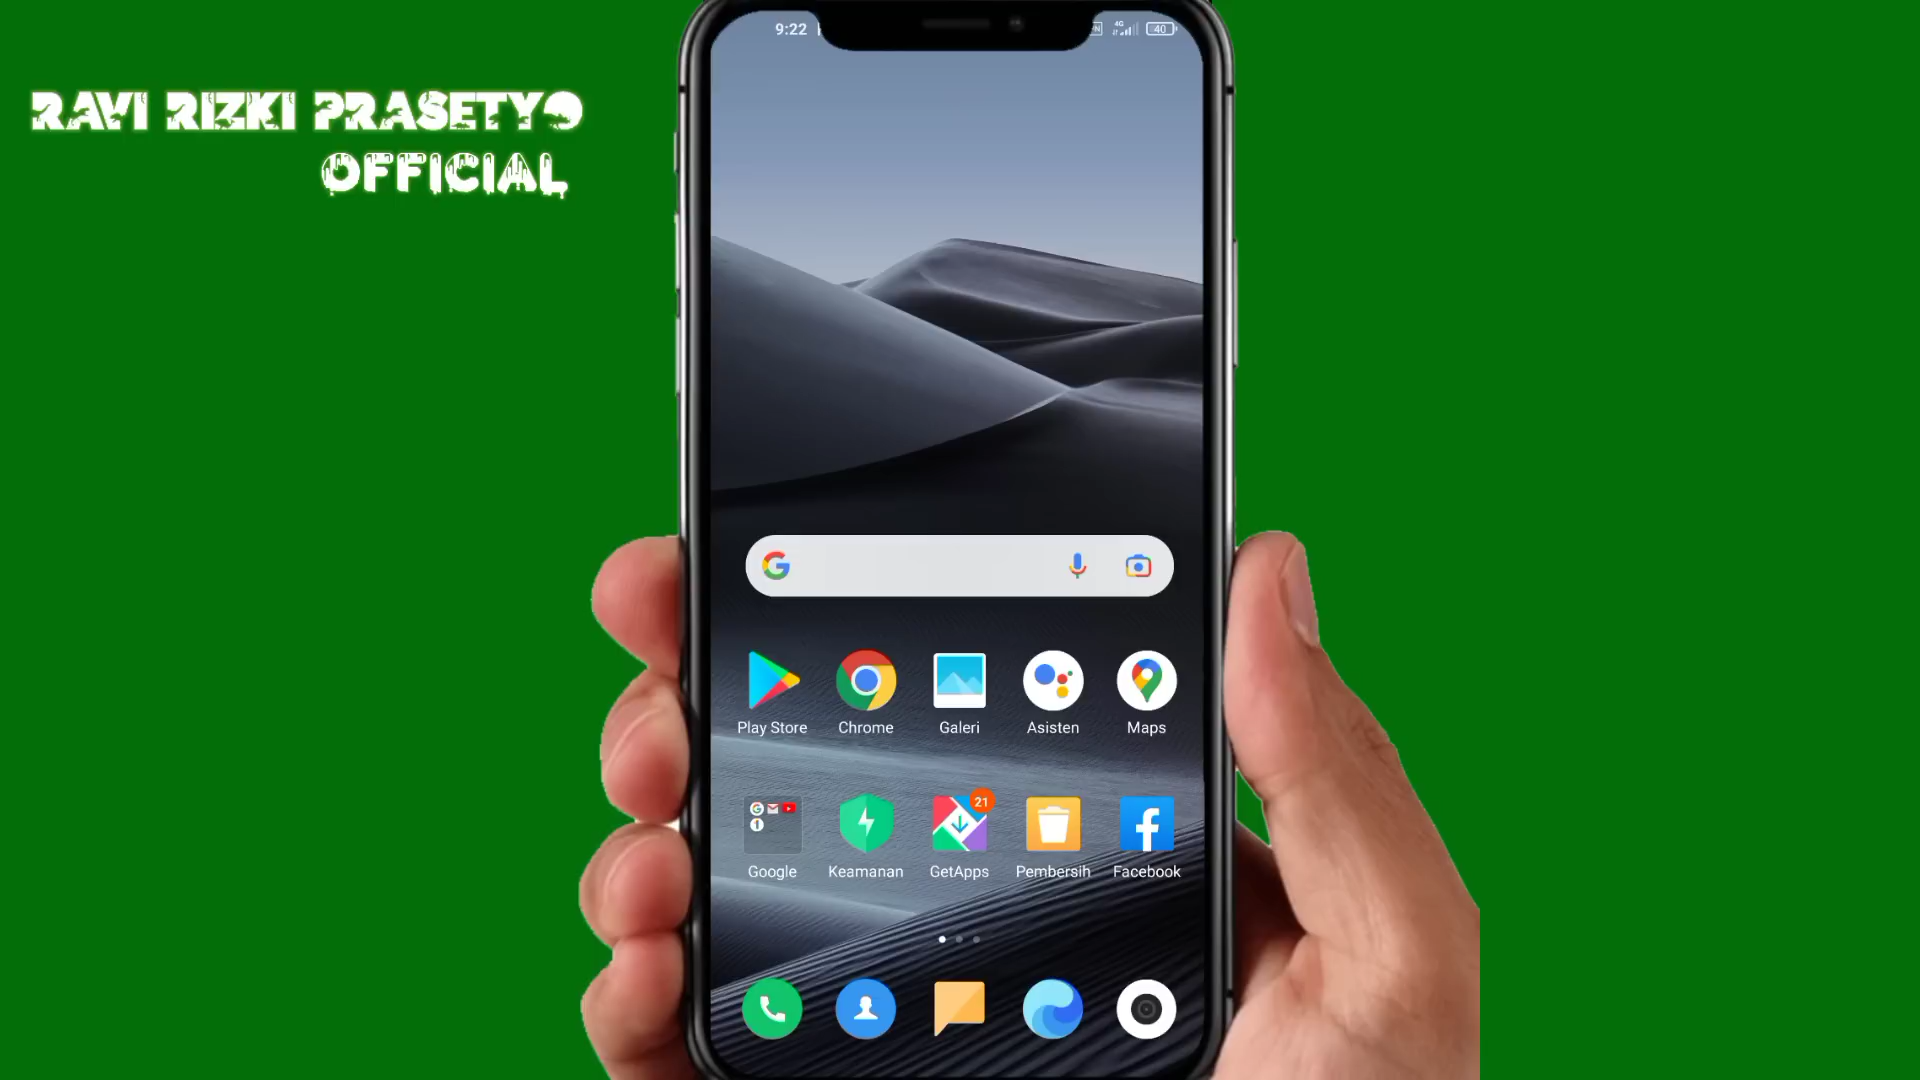 RAVI RIZKI PRASETYO
OFFICIAL
9:22
4G
40
Play Store
Chrome
Galeri
Asisten
Maps
21
Google
Keamanan
GetApps
Pembersih
Facebook